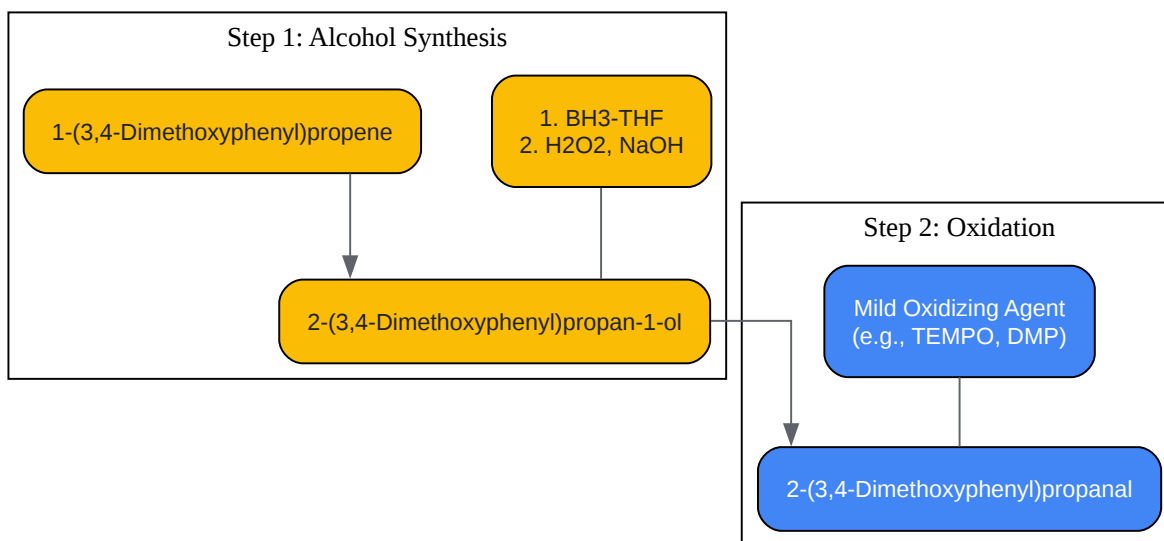 Step 1: Alcohol Synthesis
1-(3,4-Dimethoxyphenyl)propene
1. BH3-THF
2. H2O2, NaOH
2-(3,4-Dimethoxyphenyl)propan-1-ol
Step 2: Oxidation
Mild Oxidizing Agent
(e.g., TEMPO, DMP)
2-(3,4-Dimethoxyphenyl)propanal